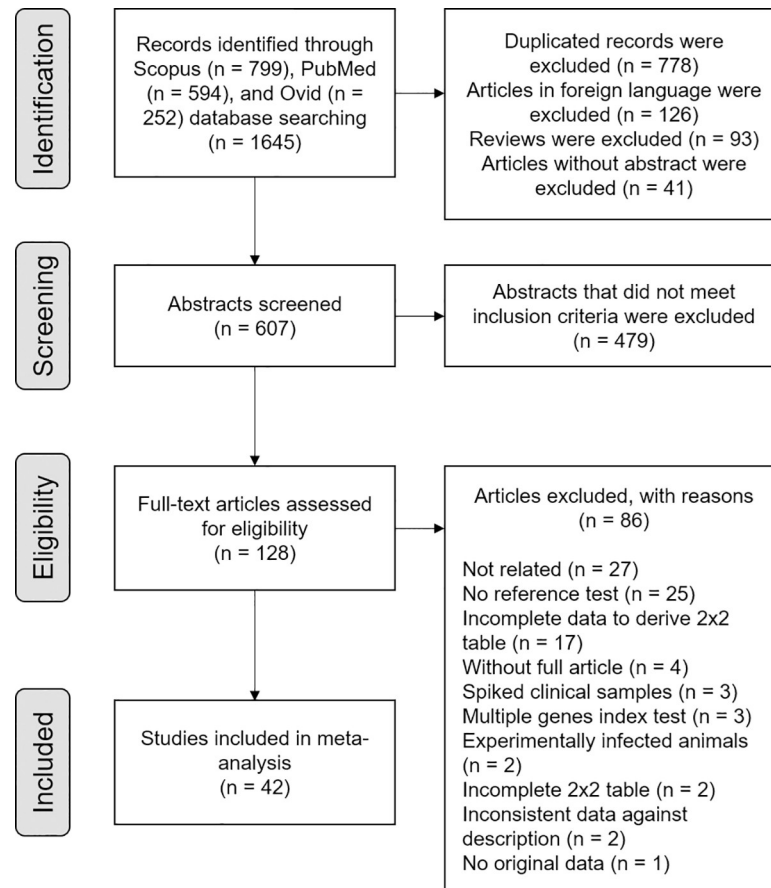 Identification
Records identified through
Scopus (n = 799), PubMed
(n = 594), and Ovid (n =
252) database searching
(n = 1645)
Duplicated records were
excluded (n = 778)
Articles in foreign language were
excluded (n = 126)
Reviews were excluded (n = 93)
Articles without abstract were
excluded (n = 41)
Screening
Abstracts screened
(n = 607)
Abstracts that did not meet
inclusion criteria were excluded
(n = 479)
Eligibility
Full-text articles assessed
for eligibility
(n = 128)
Articles excluded, with reasons
(n = 86)
Not related (n = 27)
No reference test (n = 25)
Incomplete data to derive 2x2
table (n = 17)
Without full article (n = 4)
Spiked clinical samples (n = 3)
Multiple genes index test (n = 3)
Experimentally infected animals
(n = 2)
Incomplete 2x2 table (n = 2)
Inconsistent data against
description (n = 2)
No original data (n = 1)
Included
Studies included in meta-
analysis
(n = 42)